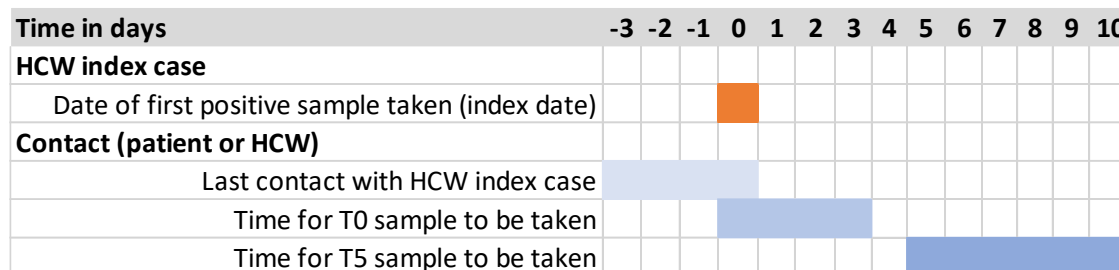 Time in days -3 -2 -1 0 1 2 3 4 5 6 7 8 9 10
HCW index case
Date of first positive sample taken (index date)
Contact (patient or HCW)
Last contact with HCW index case
Time for T0 sample to be taken
Time for T5 sample to be taken